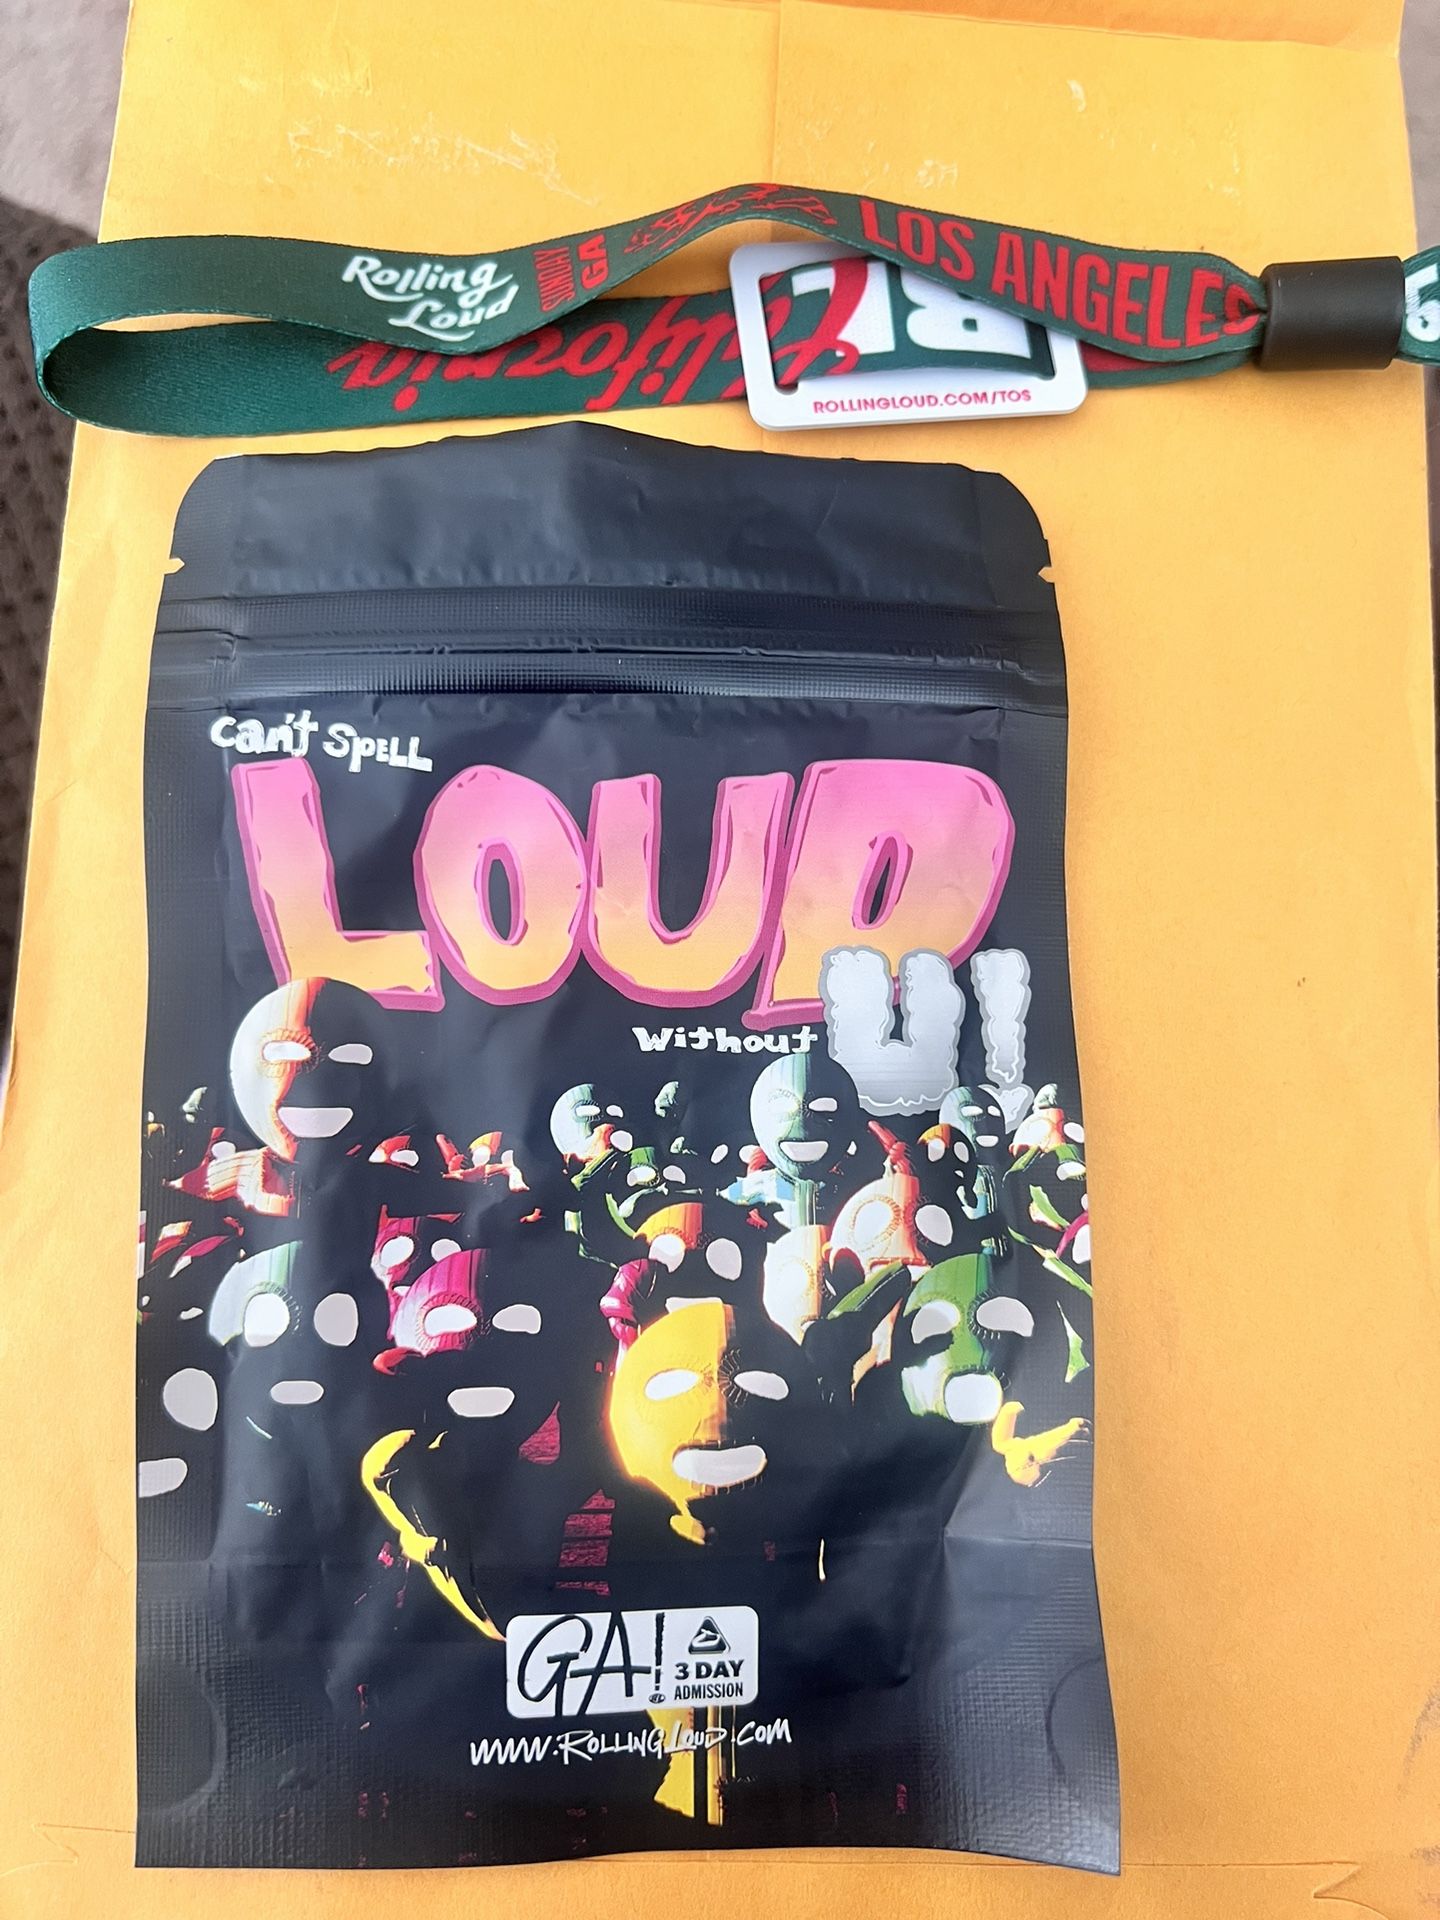 Rolling
Loud
SUNDAY
GA
LOS ANGELES
California
RL
ROLLINGLOUD.COM/TOS
can't SPELL
LOUD
Without
U!
GA!
3 DAY
ADMISSION
WWW.ROLLINGLOUD.COM